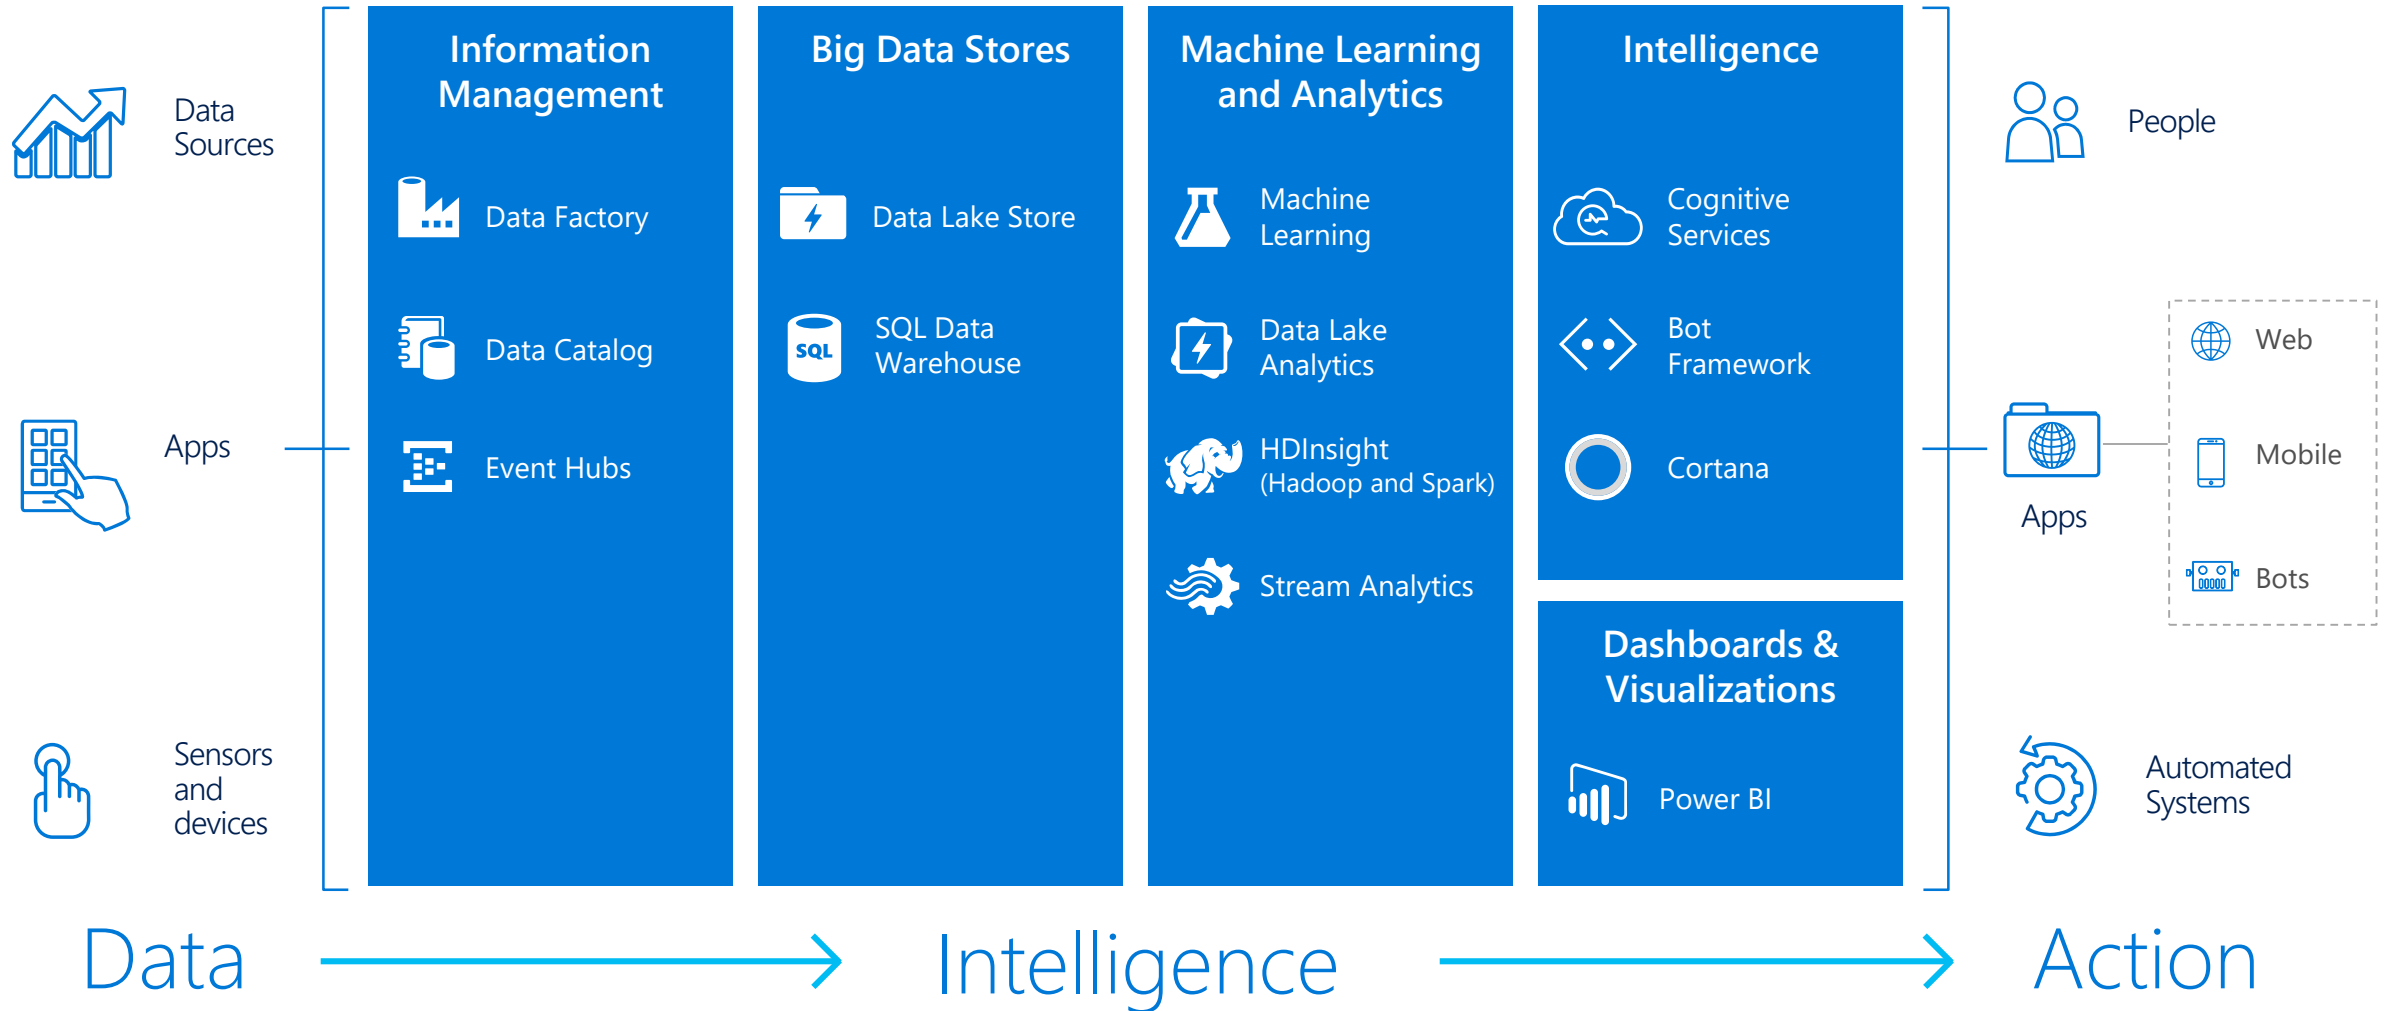 Data
Sources
Apps
Sensors
and
devices
Information
Management
Data Factory
Data Catalog
Event Hubs
Big Data Stores
Data Lake Store
SQL
SQL Data
Warehouse
Machine Learning
and Analytics
Machine
Learning
Data Lake
Analytics
HDInsight
(Hadoop and Spark)
Stream Analytics
Intelligence
Cognitive
Services
Bot
Framework
Cortana
Dashboards &
Visualizations
Power BI
People
Apps
Web
Mobile
Bots
Automated
Systems
Data
Intelligence
Action